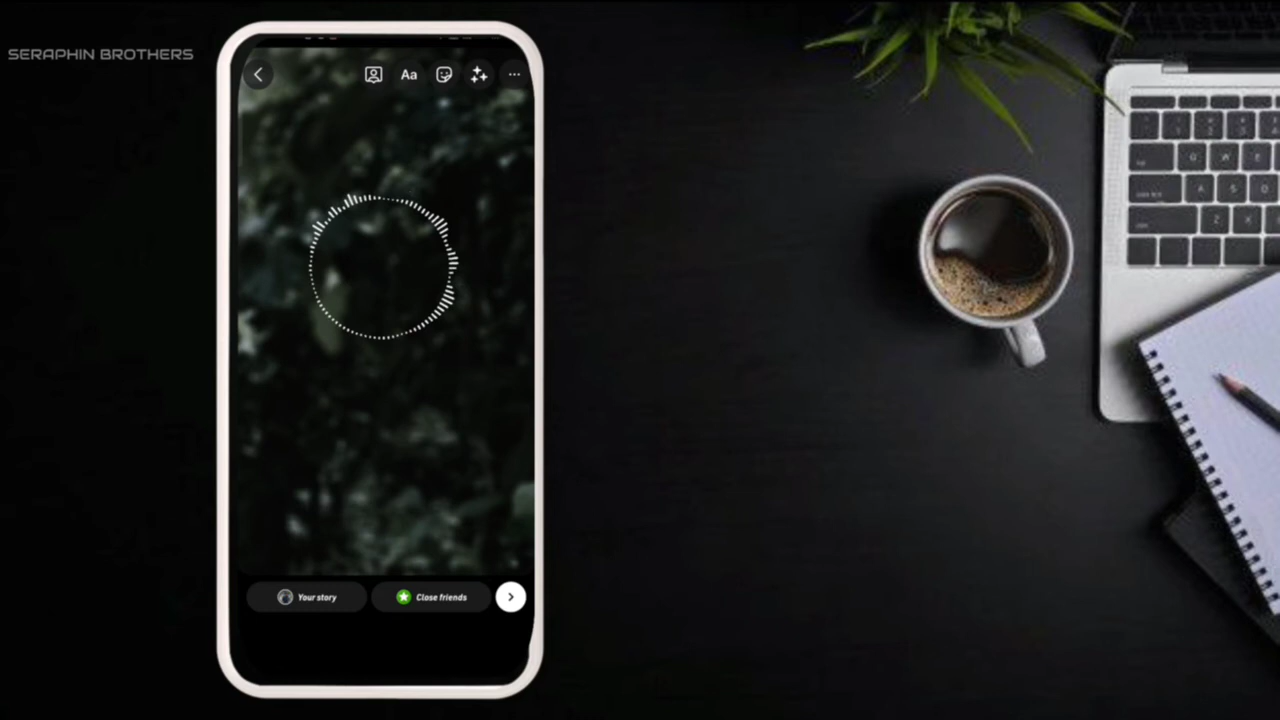 SERAPHIN BROTHERS
Aa
Your story
Close friends
Q W E
A S D
Z X